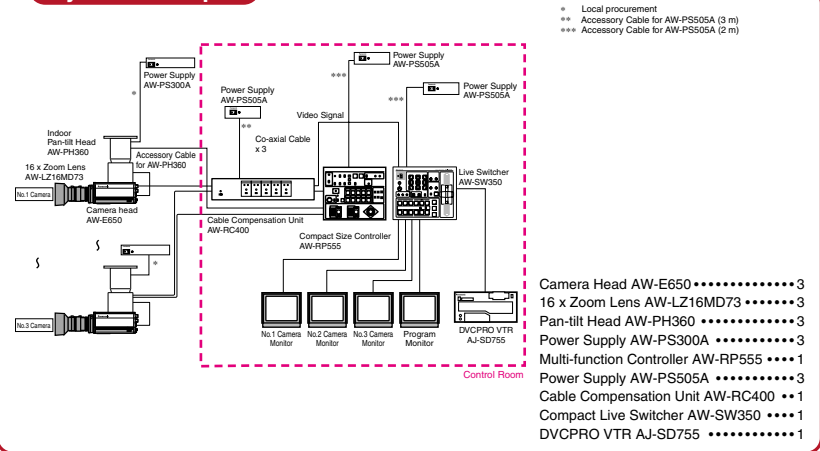 * Local procurement
** Accessory Cable for AW-PS505A (3 m)
*** Accessory Cable for AW-PS505A (2 m)
Power Supply
AW-PS300A
*
Power Supply
AW-PS505A
***
Power Supply
AW-PS505A
**
Power Supply
AW-PS505A
***
Video Signal
Co-axial Cable
x 3
Indoor
Pan-tilt Head
AW-PH360
Accessory Cable
for AW-PH360
16 x Zoom Lens
AW-LZ16MD73
No.1 Camera
Camera head
AW-E650
Cable Compensation Unit
AW-RC400
Compact Size Controller
AW-RP555
Live Switcher
AW-SW350
*
No.3 Camera
No.1 Camera
Monitor
No.2 Camera
Monitor
No.3 Camera
Monitor
Program
Monitor
DVCPRO VTR
AJ-SD755
Control Room
Camera Head AW-E650 •••••••••••••• 3
16 x Zoom Lens AW-LZ16MD73 ••••••• 3
Pan-tilt Head AW-PH360 ••••••••••••• 3
Power Supply AW-PS300A ••••••••••• 3
Multi-function Controller AW-RP555 •••• 1
Power Supply AW-PS505A ••••••••••• 3
Cable Compensation Unit AW-RC400 •• 1
Compact Live Switcher AW-SW350 •••• 1
DVCPRO VTR AJ-SD755 •••••••••••• 1